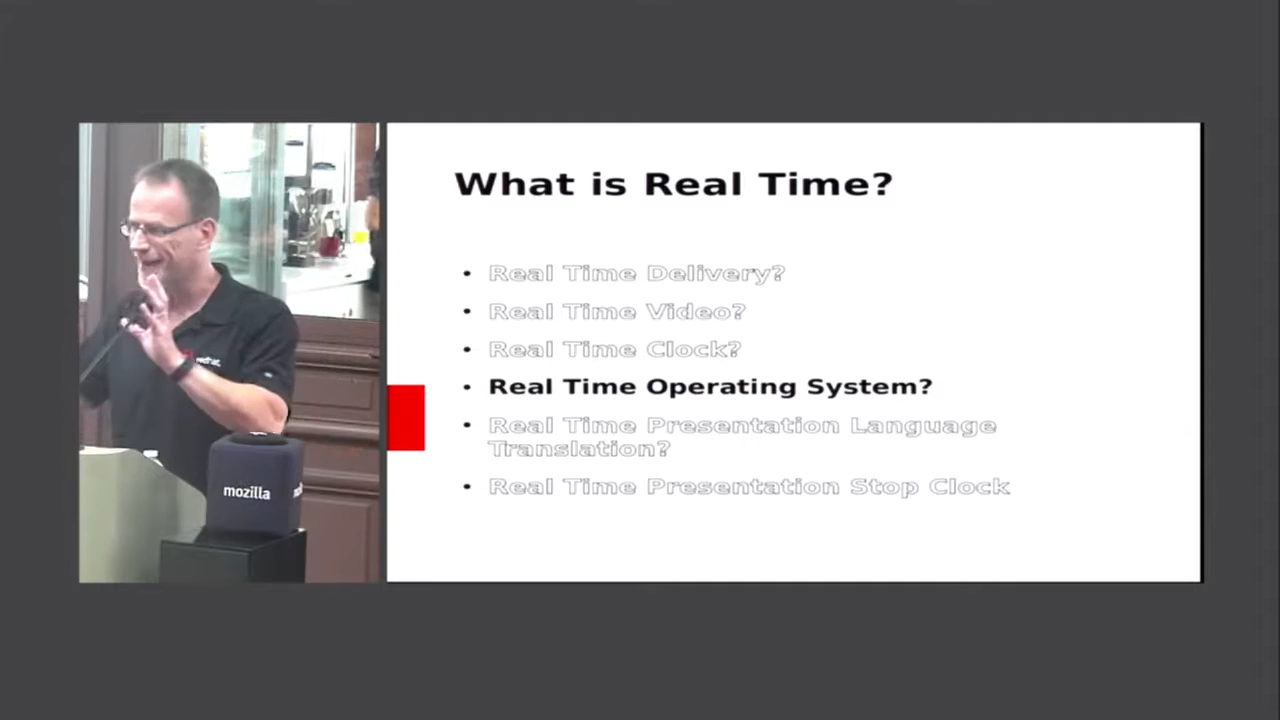 What is Real Time?
• Real Time Delivery?
• Real Time Video?
• Real Time Clock?
• Real Time Operating System?
• Real Time Presentation Language
Translation?
• Real Time Presentation Stop Clock
redhat.
mozilla